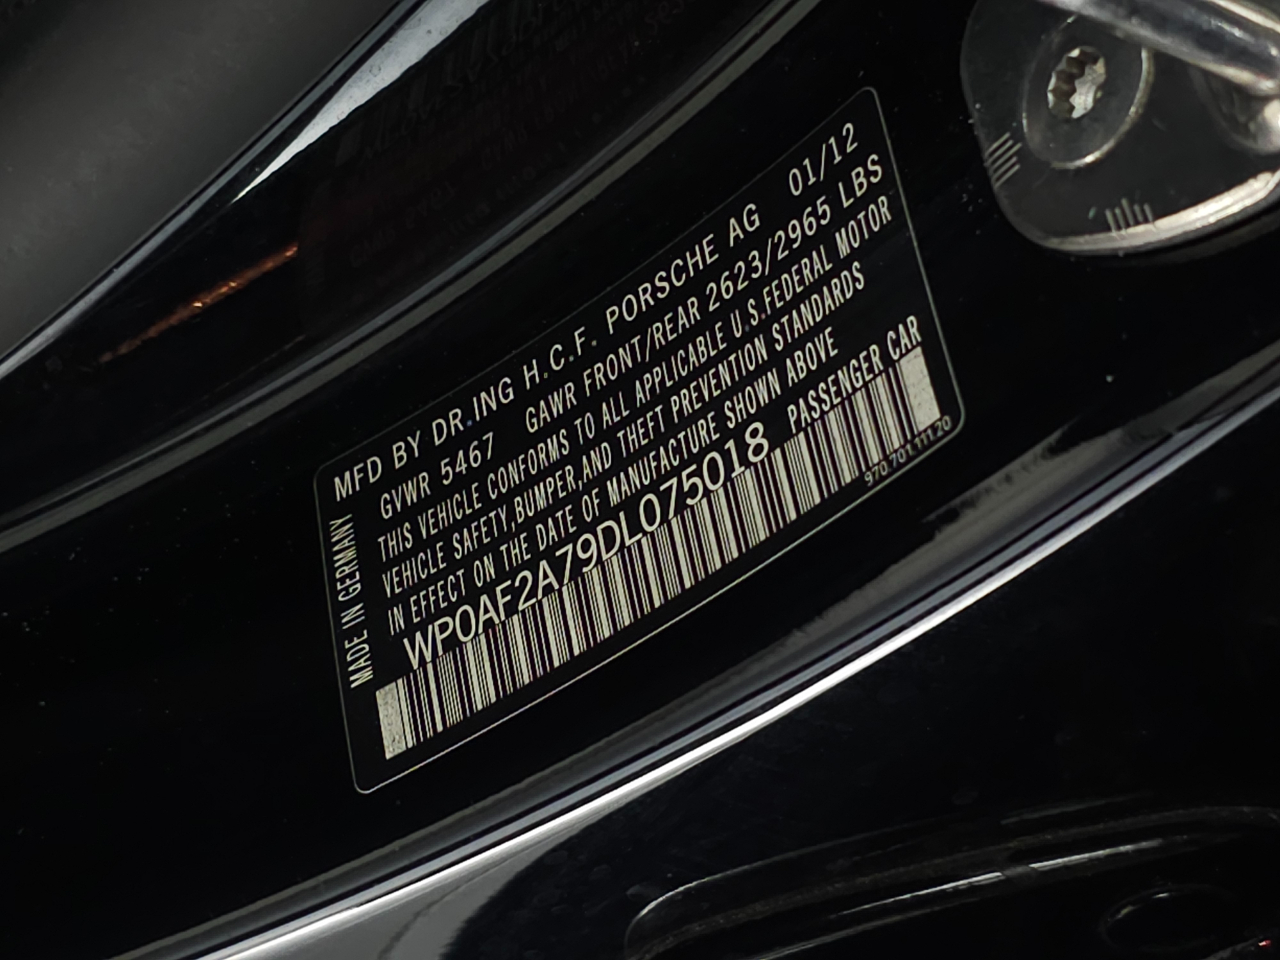 MFD BY DR.ING H.C.F. PORSCHE AG 01/12
GVWR 5467 GAWR FRONT/REAR 2623/2965 LBS
THIS VEHICLE CONFORMS TO ALL APPLICABLE U.S.FEDERAL MOTOR
VEHICLE SAFETY,BUMPER,AND THEFT PREVENTION STANDARDS
IN EFFECT ON THE DATE OF MANUFACTURE SHOWN ABOVE
WP0AF2A79DL075018 PASSENGER CAR
MADE IN GERMANY
970.701.111.20